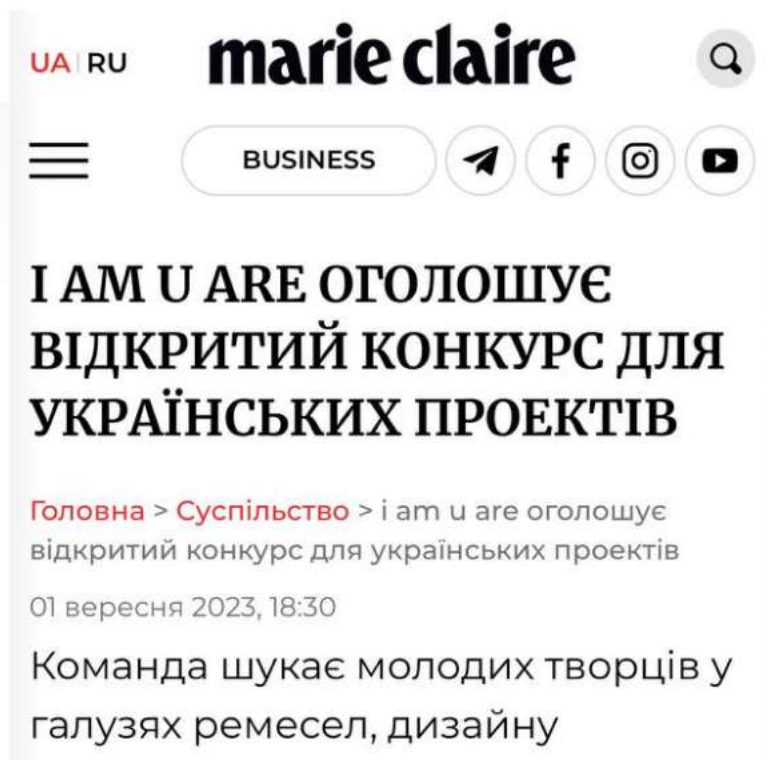 UA | RU
marie claire
BUSINESS
I AM U ARE ОГОЛОШУЄ
ВІДКРИТИЙ КОНКУРС ДЛЯ
УКРАЇНСЬКИХ ПРОЕКТІВ
Головна > Суспільство > i am u are оголошує
відкритий конкурс для українських проектів
01 вересня 2023, 18:30
Команда шукає молодих творців у
галузях ремесел, дизайну